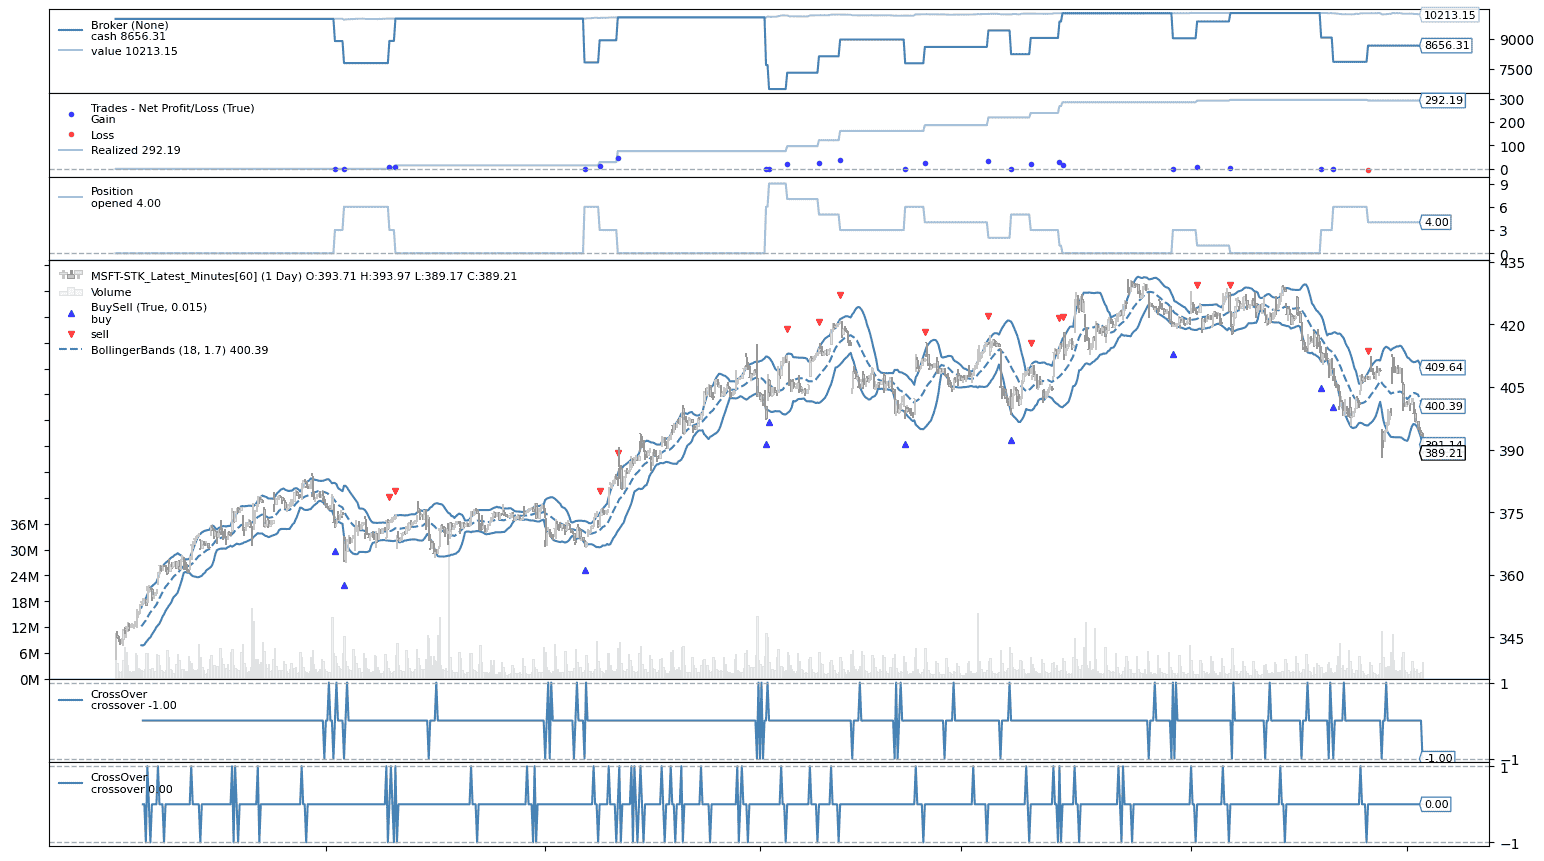 Broker (None)
cash 8656.31
value 10213.15
10213.15
9000
8656.31
7500
Trades - Net Profit/Loss (True)
Gain
Loss
Realized 292.19
300
292.19
200
100
0
Position
opened 4.00
9
6
4.00
3
0
MSFT-STK_Latest_Minutes[60] (1 Day) O:393.71 H:393.97 L:389.17 C:389.21
Volume
BuySell (True, 0.015)
buy
sell
BollingerBands (18, 1.7) 400.39
435
420
409.64
405
400.39
390
389.21
375
360
345
36M
30M
24M
18M
12M
6M
0M
CrossOver
crossover -1.00
1
-1.00
−1
CrossOver
crossover 0.00
1
0.00
−1